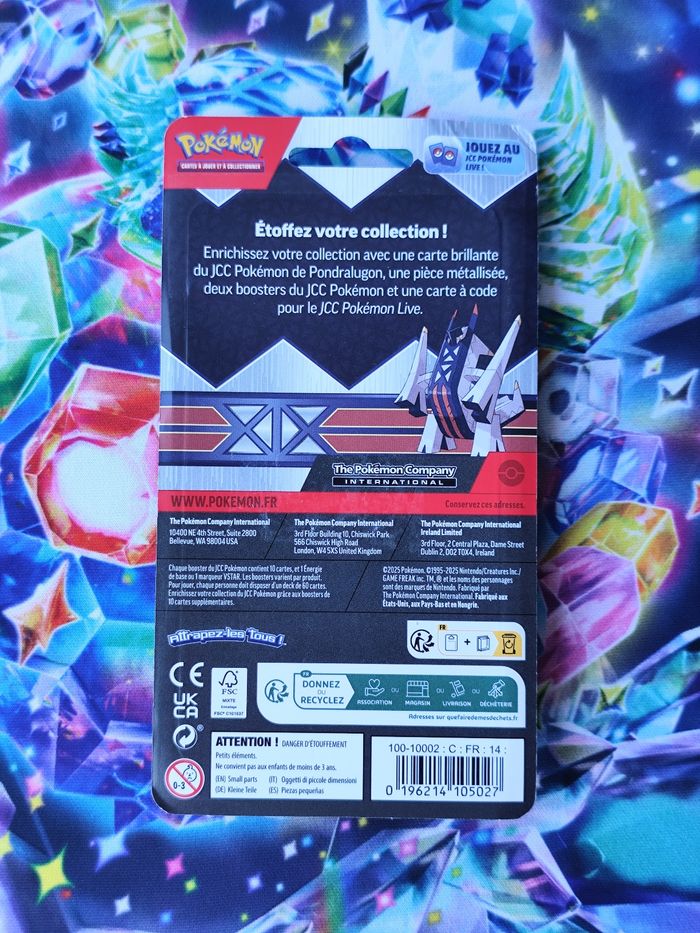 POKÉMON
CARTES À JOUER ET À COLLECTIONNER
JOUEZ AU
JCC POKÉMON
LIVE !
Étoffez votre collection !
Enrichissez votre collection avec une carte brillante
du JCC Pokémon de Pondralugon, une pièce métallisée,
deux boosters du JCC Pokémon et une carte à code
pour le JCC Pokémon Live.
The Pokémon Company
INTERNATIONAL
WWW.POKEMON.FR
Conservez ces adresses.
The Pokémon Company International
10400 NE 4th Street, Suite 2800
Bellevue, WA 98004 USA
The Pokémon Company International
3rd Floor Building 10, Chiswick Park
566 Chiswick High Road
London, W4 5XS United Kingdom
The Pokémon Company International
Ireland Limited
3rd Floor, 2 Central Plaza, Dame Street
Dublin 2, D02 T0X4, Ireland
Chaque booster du JCC Pokémon contient 10 cartes, et 1 Énergie
de base ou 1 marqueur VSTAR. Les boosters varient par produit.
Pour jouer, chaque personne doit disposer d'un deck de 60 cartes.
Enrichissez votre collection du JCC Pokémon grâce aux boosters de
10 cartes supplémentaires.
©2025 Pokémon. ©1995-2025 Nintendo/Creatures Inc./
GAME FREAK inc. TM, ® et les noms des personnages
sont des marques de Nintendo. Fabriqué par
The Pokémon Company International. Fabriqué aux
États-Unis, aux Pays-Bas et en Hongrie.
Attrapez-les Tous !
FR
+
CE
UK
CA
FSC
MIXTE
Emballage
FSC® C161637
FR
DONNEZ
OU
RECYCLEZ
ASSOCIATION
OU
MAGASIN
OU
LIVRAISON
OU
DÉCHÈTERIE
Adresses sur quefairedemesdechets.fr
0-3
ATTENTION ! DANGER D'ÉTOUFFEMENT
Petits éléments.
Ne convient pas aux enfants de moins de 3 ans.
(EN) Small parts (IT) Oggetti di piccole dimensioni
(DE) Kleine Teile (ES) Piezas pequeñas
100-10002 : C : FR : 14 :
0 196214 105027